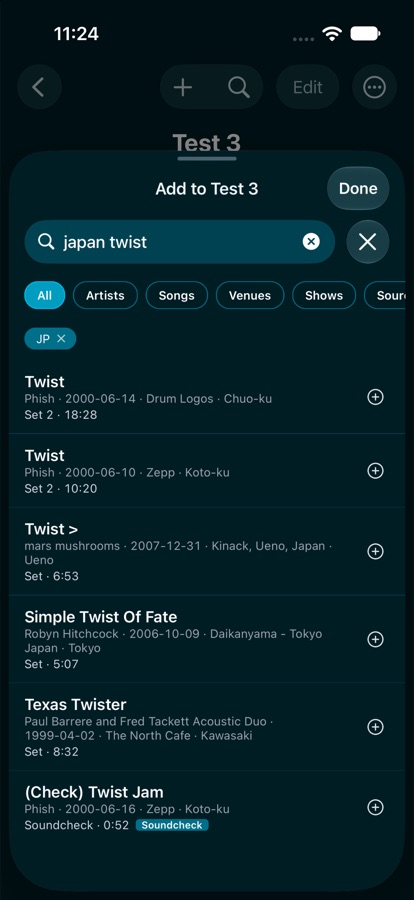 11:24
Edit
Test 3
Add to Test 3
Done
japan twist
All
Artists
Songs
Venues
Shows
JP
Twist
Phish · 2000-06-14 · Drum Logos · Chuo-ku
Set 2 · 18:28
Twist
Phish · 2000-06-10 · Zepp · Koto-ku
Set 2 · 10:20
Twist >
mars mushrooms · 2007-12-31 · Kinack, Ueno, Japan ·
Ueno
Set · 6:53
Simple Twist Of Fate
Robyn Hitchcock · 2006-10-09 · Daikanyama - Tokyo
Japan · Tokyo
Set · 5:07
Texas Twister
Paul Barrere and Fred Tackett Acoustic Duo ·
1999-04-02 · The North Cafe · Kawasaki
Set · 8:32
(Check) Twist Jam
Phish · 2000-06-16 · Zepp · Koto-ku
Soundcheck · 0:52 Soundcheck